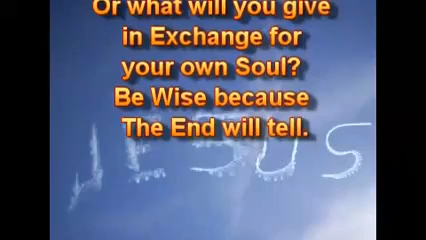 Or what will you give
in Exchange for
your own Soul?
Be Wise because
The End will tell.
JESUS